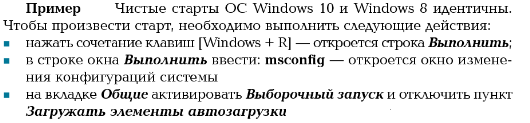 Пример Чистые старты ОС Windows 10 и Windows 8 идентичны.
Чтобы произвести старт, необходимо выполнить следующие действия:
■ нажать сочетание клавиш [Windows + R] — откроется строка Выполнить;
■ в строке окна Выполнить ввести: msconfig — откроется окно измене-
ния конфигураций системы
■ на вкладке Общие активировать Выборочный запуск и отключить пункт
Загружать элементы автозагрузки